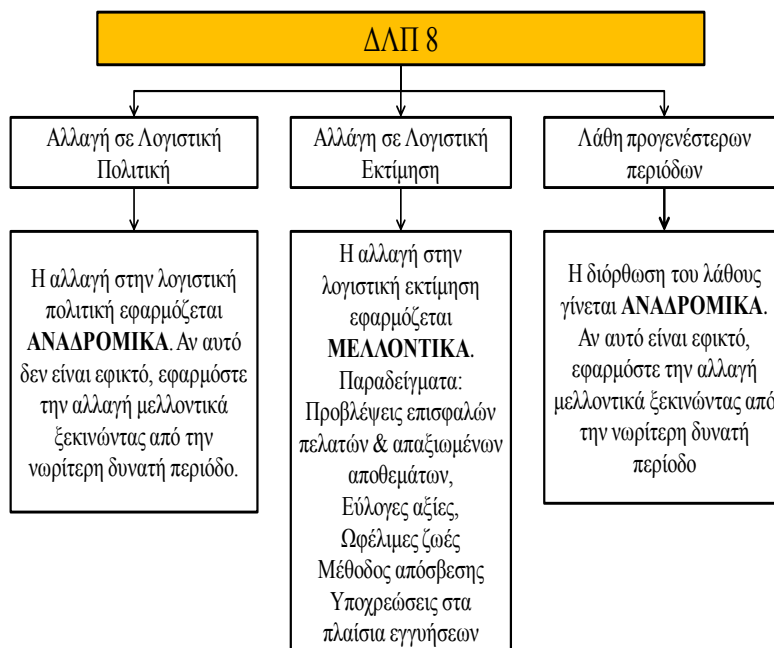 ΔΛΠ 8
Αλλαγή σε Λογιστική
Πολιτική
Αλλάγη σε Λογιστική
Εκτίμηση
Λάθη προγενέστερων
περιόδων
Η αλλαγή στην λογιστική
πολιτική εφαρμόζεται
ΑΝΑΔΡΟΜΙΚΑ. Αν αυτό
δεν είναι εφικτό, εφαρμόστε
την αλλαγή μελλοντικά
ξεκινώντας από την
νωρίτερη δυνατή περιόδο.
Η αλλαγή στην
λογιστική εκτίμηση
εφαρμόζεται
ΜΕΛΛΟΝΤΙΚΑ.
Παραδείγματα:
Προβλέψεις επισφαλών
πελατών & απαξιωμένων
αποθεμάτων,
Εύλογες αξίες,
Ωφέλιμες ζωές
Μέθοδος απόσβεσης
Υποχρεώσεις στα
πλαίσια εγγυήσεων
Η διόρθωση του λάθους
γίνεται ΑΝΑΔΡΟΜΙΚΑ.
Αν αυτό είναι εφικτό,
εφαρμόστε την αλλαγή
μελλοντικά ξεκινώντας από
την νωρίτερη δυνατή
περίοδο